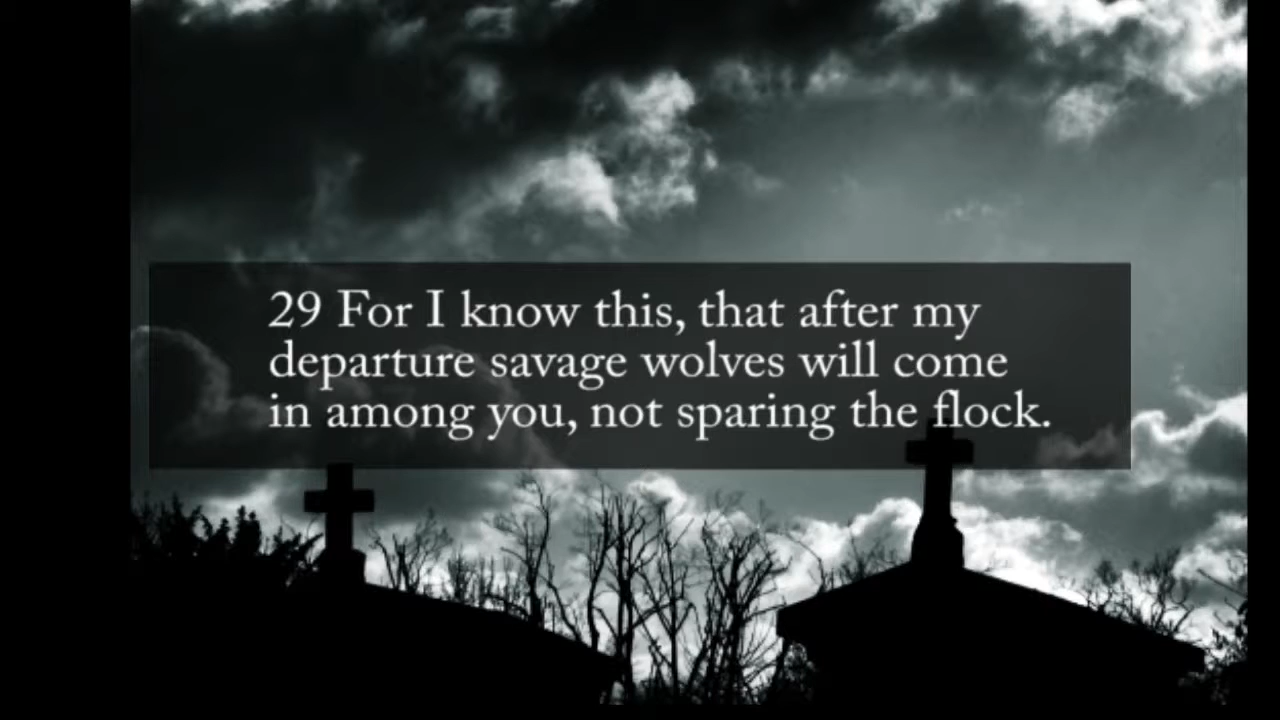 29 For I know this, that after my
departure savage wolves will come
in among you, not sparing the flock.